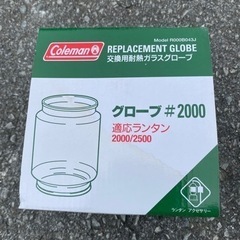 Coleman
Model R000B043J
REPLACEMENT GLOBE
交換用耐熱ガラスグローブ
グローブ#2000
適応ランタン
2000/2500
ランタン アクセサリー